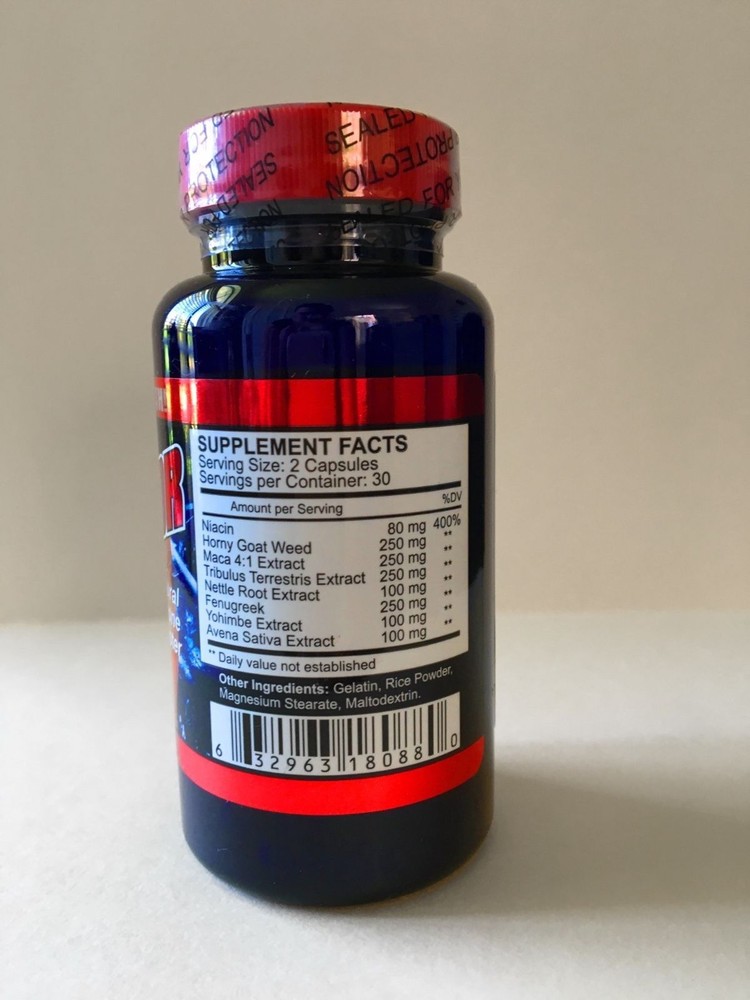 SEALED
PROTECTION
SEALED FOR
PROTECTION
SEALED FOR
R
SUPPLEMENT FACTS
Serving Size: 2 Capsules
Servings per Container: 30
Amount per Serving %DV
Niacin 80 mg 400%
Horny Goat Weed 250 mg **
Maca 4:1 Extract 250 mg **
Tribulus Terrestris Extract 250 mg **
Nettle Root Extract 100 mg **
Fenugreek 250 mg **
Yohimbe Extract 100 mg **
Avena Sativa Extract 100 mg
** Daily value not established
Other Ingredients: Gelatin, Rice Powder,
Magnesium Stearate, Maltodextrin.
6 32963 18088 0